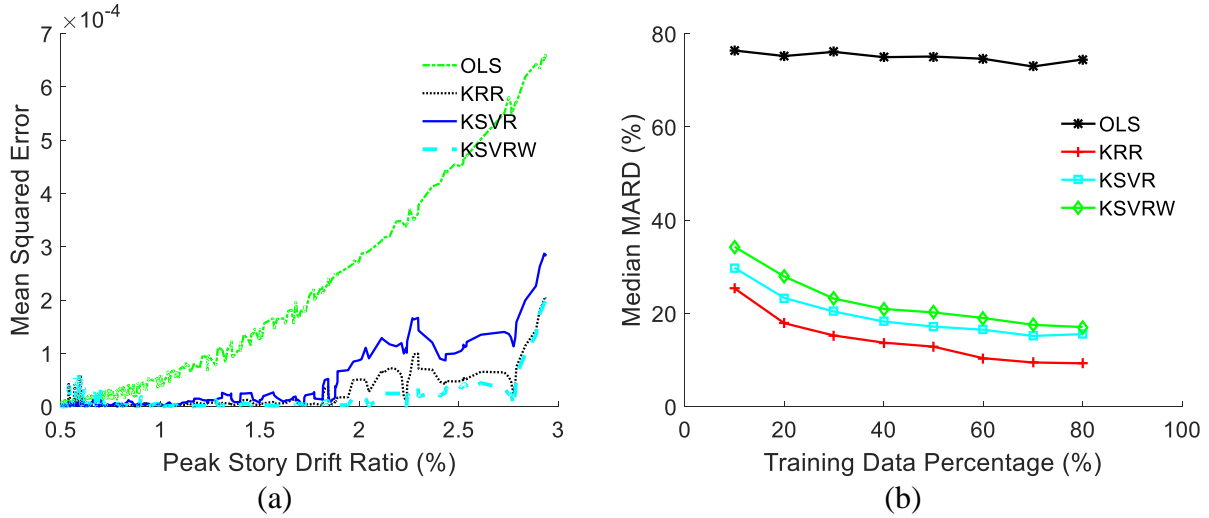 ×10⁻⁴
7
6
5
4
3
2
1
0
Mean Squared Error
OLS
KRR
KSVR
KSVRW
0.5 1 1.5 2 2.5 3
Peak Story Drift Ratio (%)
(a)
80
60
40
20
0
Median MARD (%)
OLS
KRR
KSVR
KSVRW
0 20 40 60 80 100
Training Data Percentage (%)
(b)